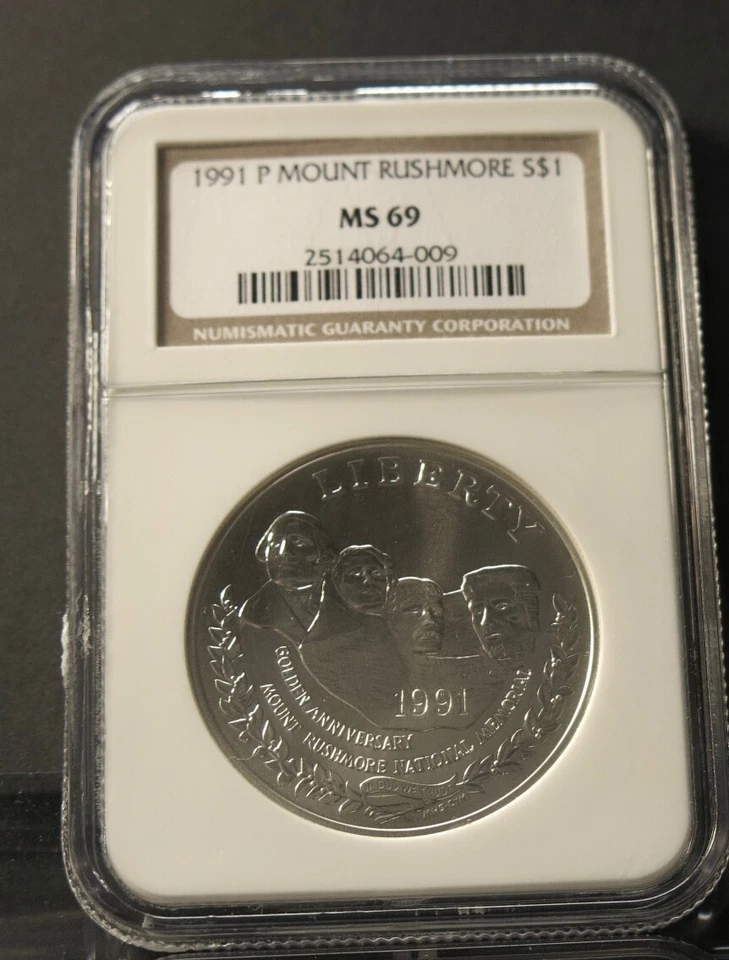 1991 P MOUNT RUSHMORE S$1
MS 69
2514064-009
NUMISMATIC GUARANTY CORPORATION
LIBERTY
1991
GOLDEN ANNIVERSARY
MOUNT RUSHMORE NATIONAL MEMORIAL